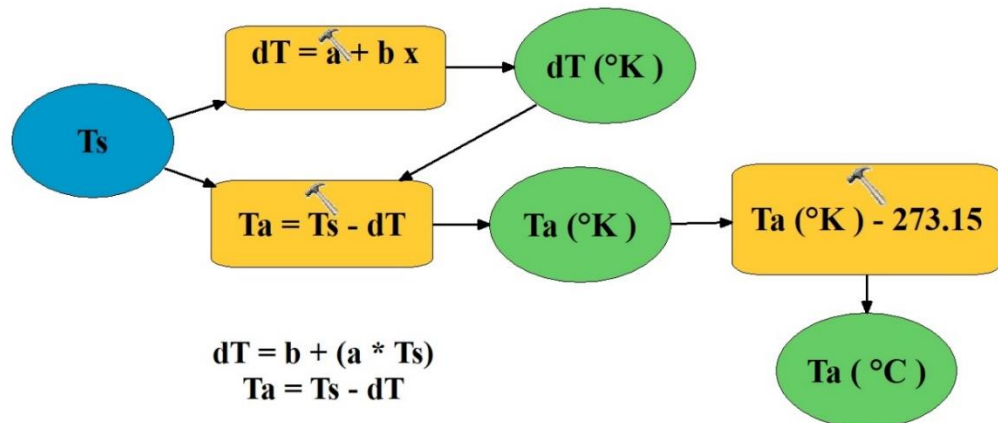 dT = a + b x
dT (°K )
Ts
Ta = Ts - dT
Ta (°K )
Ta (°K ) - 273.15
Ta ( °C )
dT = b + (a * Ts)
Ta = Ts - dT